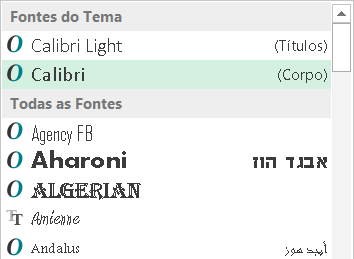 Fontes do Tema
Calibri Light (Títulos)
Calibri (Corpo)
Todas as Fontes
Agency FB
Aharoni אבגד הוז
ALGERIAN
Amienne
Andalus أبجد هوز